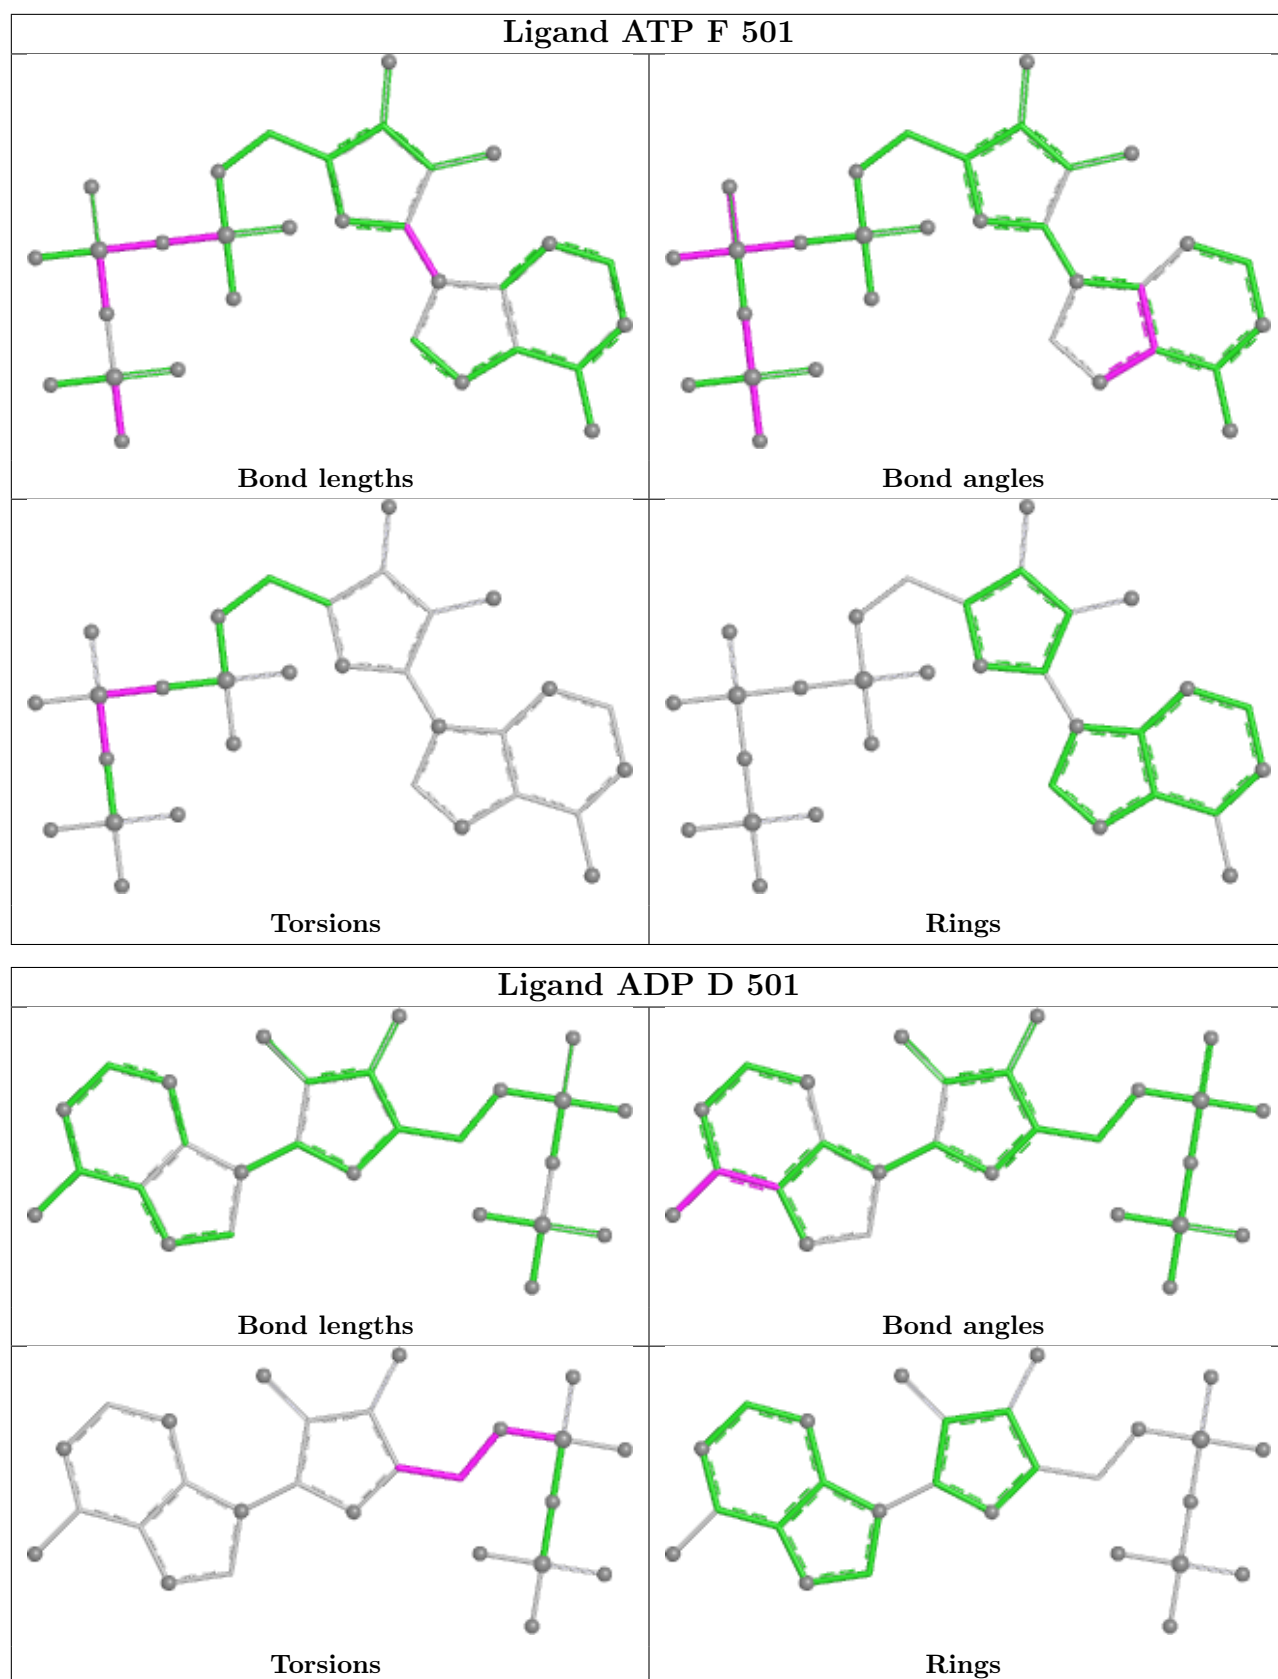 Ligand ATP F 501
Bond lengths
Bond angles
Torsions
Rings
Ligand ADP D 501
Bond lengths
Bond angles
Torsions
Rings